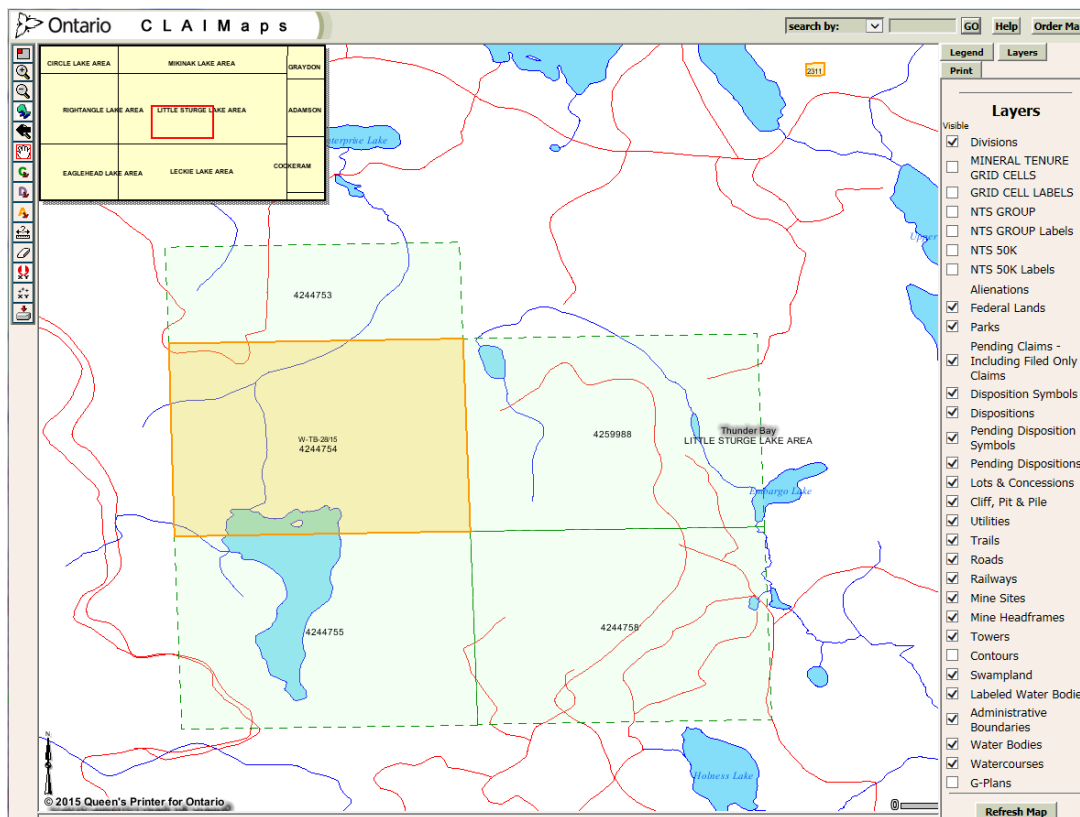 Ontario CLAIMaps
search by:
GO
Help
Order Ma
CIRCLE LAKE AREA
MIKINAK LAKE AREA
GRAYDON
RIGHTANGLE LAKE AREA
LITTLE STURGE LAKE AREA
ADAMSON
EAGLEHEAD LAKE AREA
LECKIE LAKE AREA
COCKERAM
terprise Lake
2311
Upper
4244753
W-TB-28/15
4244754
4259988
Thunder Bay
LITTLE STURGE LAKE AREA
Embargo Lake
4244755
4244758
Holness Lake
N
© 2015 Queen's Printer for Ontario
0
Legend
Layers
Print
Layers
Visible
Divisions
MINERAL TENURE
GRID CELLS
GRID CELL LABELS
NTS GROUP
NTS GROUP Labels
NTS 50K
NTS 50K Labels
Alienations
Federal Lands
Parks
Pending Claims -
Including Filed Only
Claims
Disposition Symbols
Dispositions
Pending Disposition
Symbols
Pending Dispositions
Lots & Concessions
Cliff, Pit & Pile
Utilities
Trails
Roads
Railways
Mine Sites
Mine Headframes
Towers
Contours
Swampland
Labeled Water Bodie
Administrative
Boundaries
Water Bodies
Watercourses
G-Plans
Refresh Map